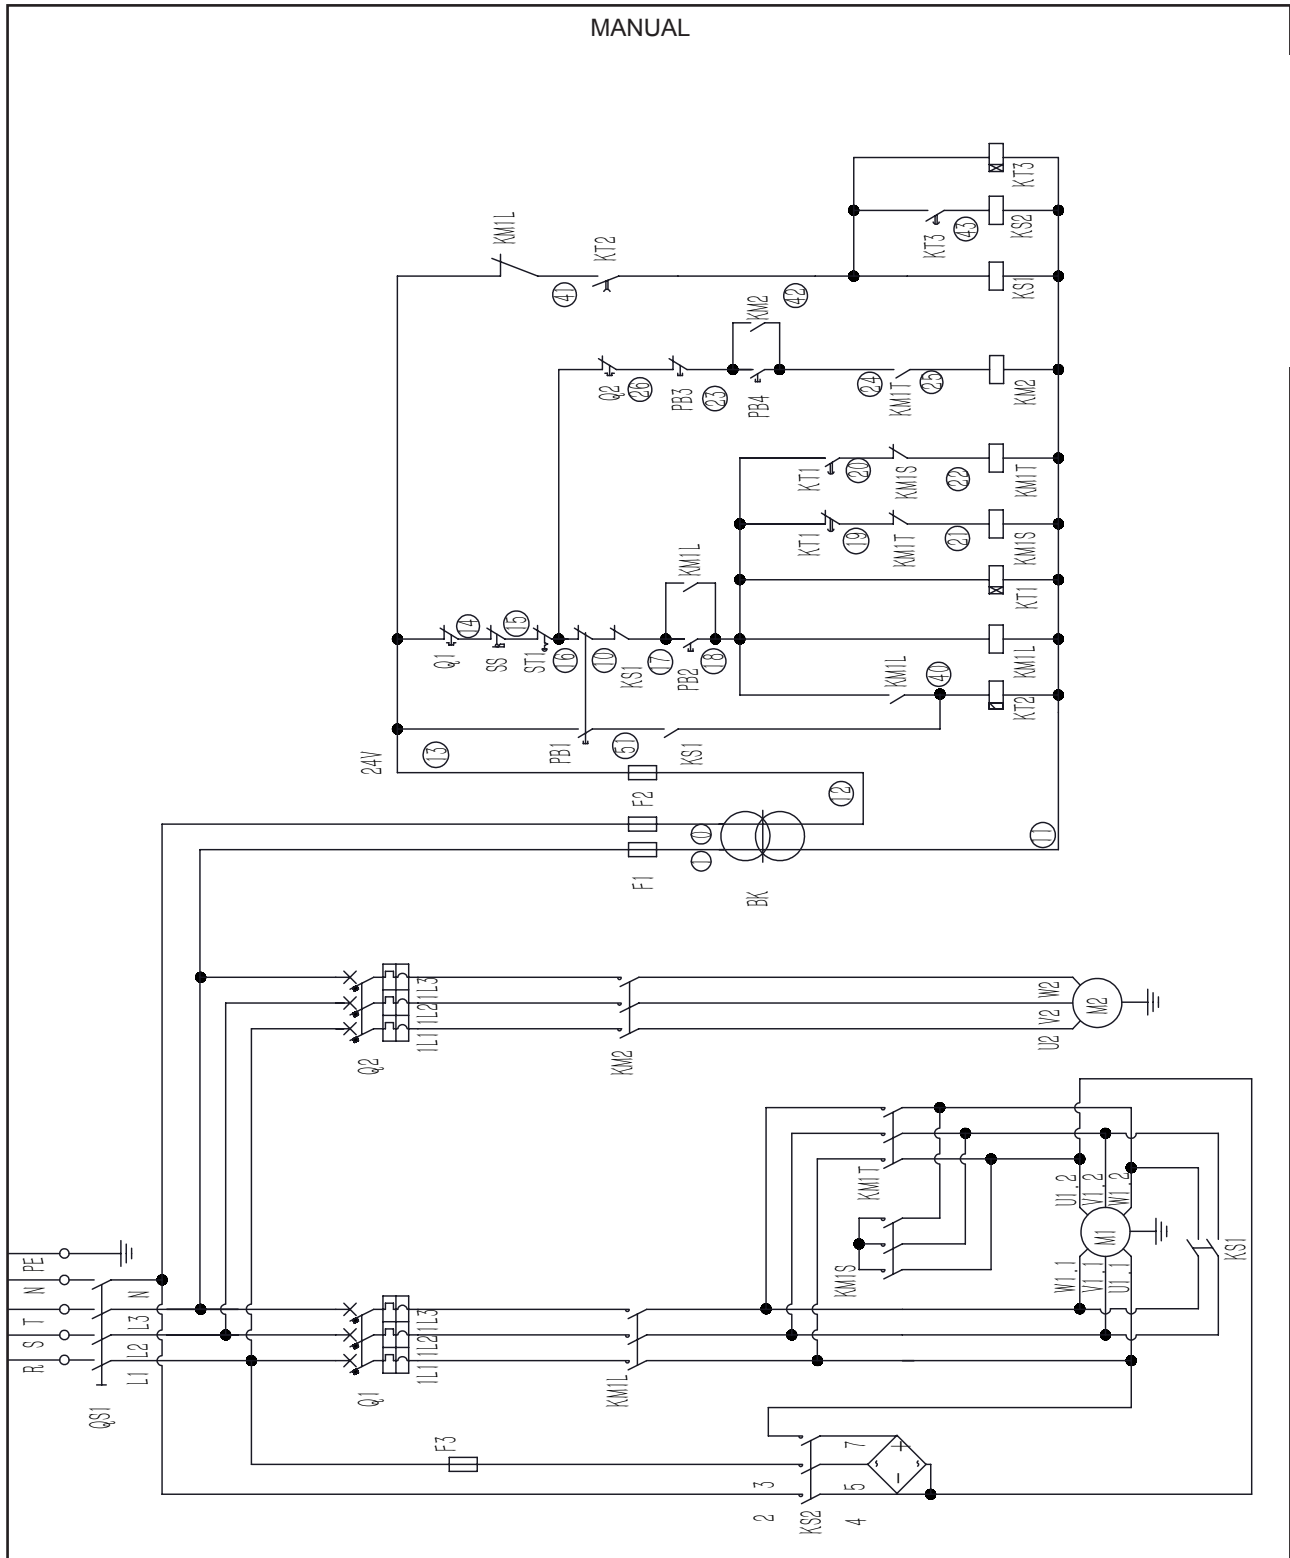 MANUAL
KT3
KS2
43
KT3
KM1L
KT2
41
42
KS1
KM2
Q2
26
PB3
23
PB4
24
KM1T
25
KM2
KT1
20
KM1S
22
KM1T
KT1
19
KM1T
21
KM1S
KT1
KM1L
Q1
14
SS
15
ST1
16
10
KS1
17
PB2
18
KM1L
KM1L
40
KT2
24V
13
PB1
51
KS1
F2
12
F1
1
0
BK
11
Q2
1L1
1L2
1L3
KM2
U2
V2
W2
M2
PE
N
T
S
R
N
L3
L2
L1
QS1
Q1
1L1
1L2
1L3
KM1L
KM1T
KM1S
U1.2
V1.2
W1.2
M1
W1.1
V1.1
U1.1
KS1
F3
2
3
KS2
7
5
4